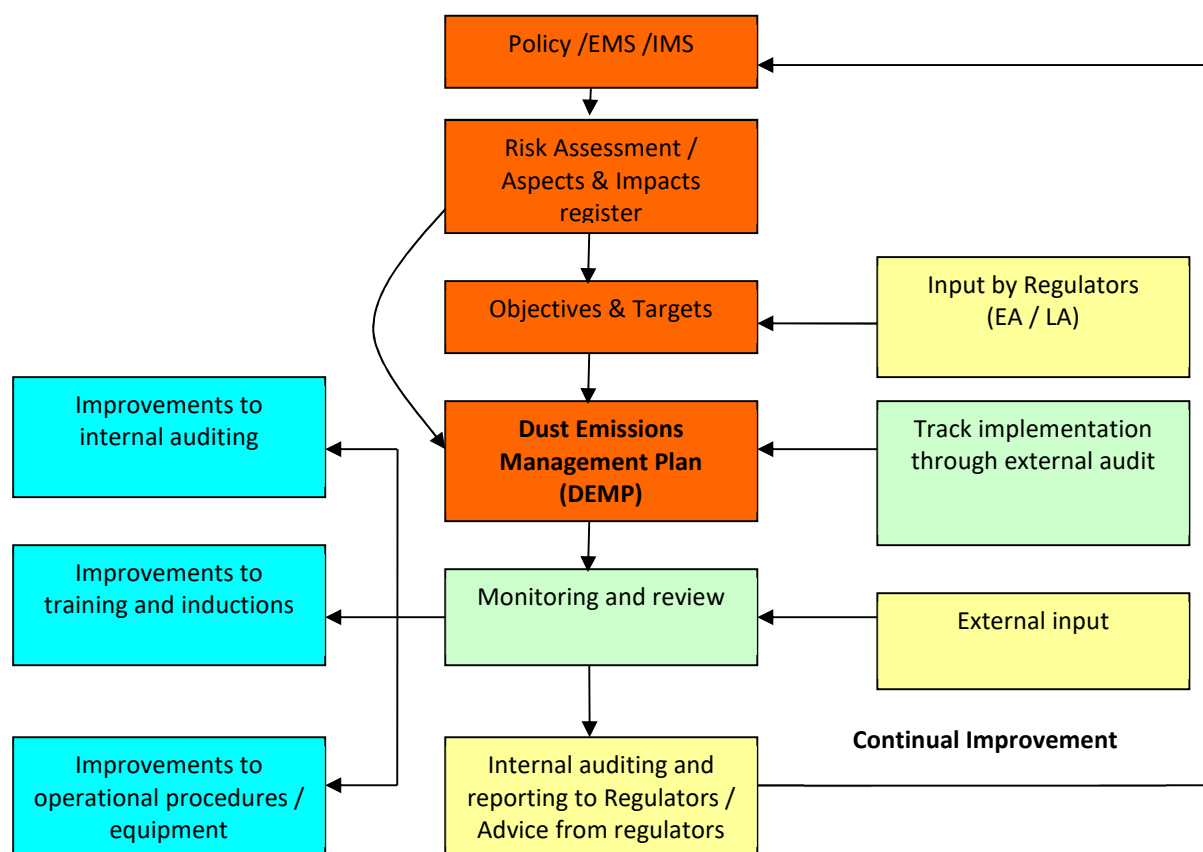 Policy /EMS /IMS
Risk Assessment /
Aspects & Impacts
register
Objectives & Targets
Input by Regulators
(EA / LA)
Improvements to
internal auditing
Dust Emissions
Management Plan
(DEMP)
Track implementation
through external audit
Improvements to
training and inductions
Monitoring and review
External input
Continual Improvement
Improvements to
operational procedures /
equipment
Internal auditing and
reporting to Regulators /
Advice from regulators